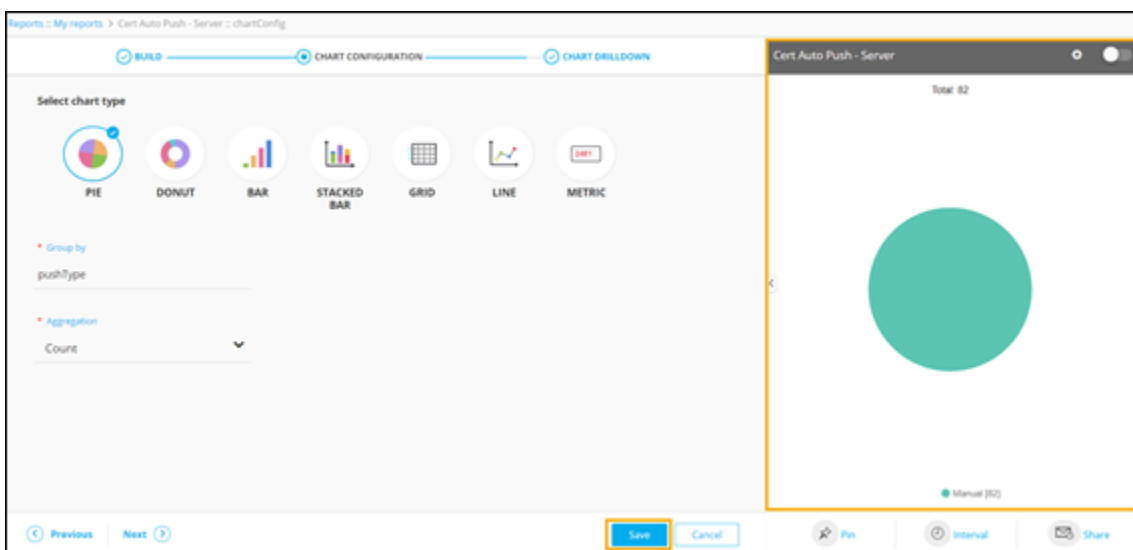 Reports :: My reports > Cert Auto Push - Server :: chartConfig
BUILD
CHART CONFIGURATION
CHART DRILLDOWN
Select chart type
PIE
DONUT
BAR
STACKED
BAR
GRID
LINE
2481
METRIC
* Group by
pushType
* Aggregation
Count
Previous
Next
Save
Cancel
Cert Auto Push - Server
Total: 82
Manual [82]
Pin
Interval
Share